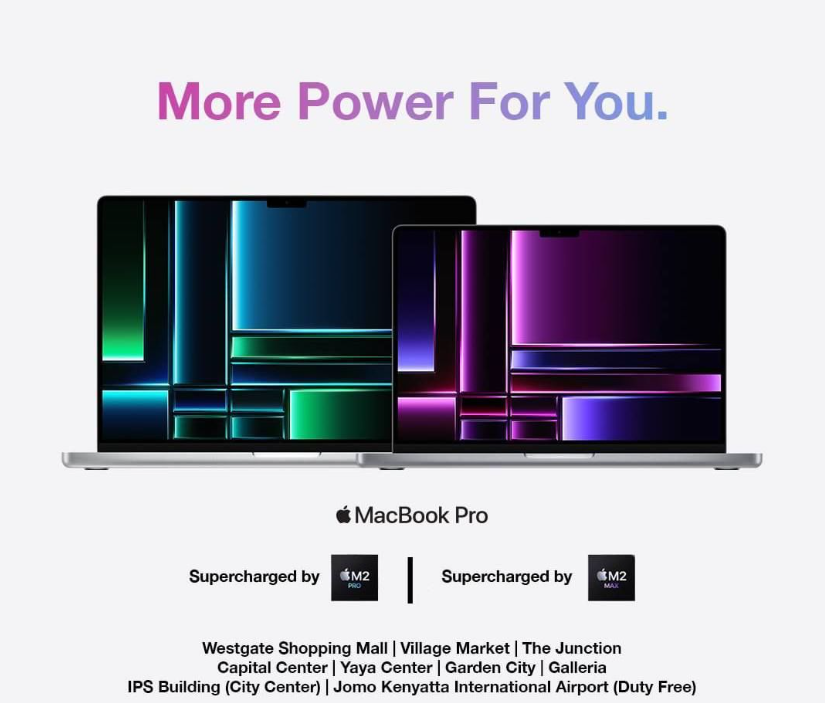 More Power For You.
MacBook Pro
Supercharged by M2 PRO | Supercharged by M2 MAX
Westgate Shopping Mall | Village Market | The Junction
Capital Center | Yaya Center | Garden City | Galleria
IPS Building (City Center) | Jomo Kenyatta International Airport (Duty Free)